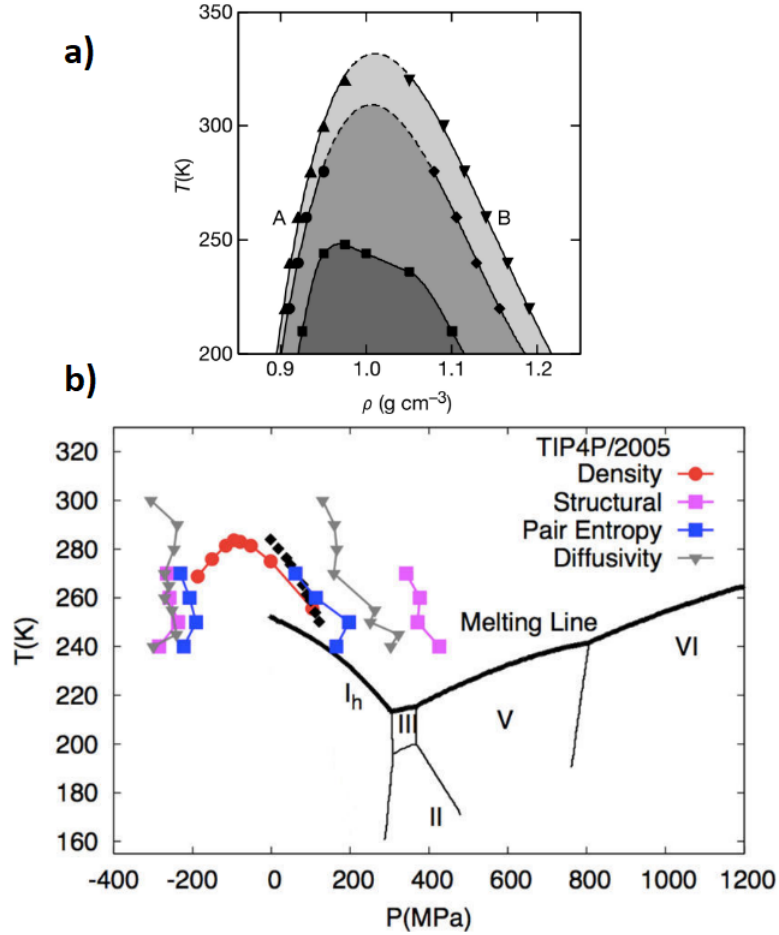 a)
350
300
250
200
T(K)
A
B
0.9 1.0 1.1 1.2
ρ (g cm⁻³)
b)
320
300
280
260
240
220
200
180
160
T(K)
TIP4P/2005
Density
Structural
Pair Entropy
Diffusivity
Melting Line
Iₕ
III
V
VI
II
-400 -200 0 200 400 600 800 1000 1200
P(MPa)